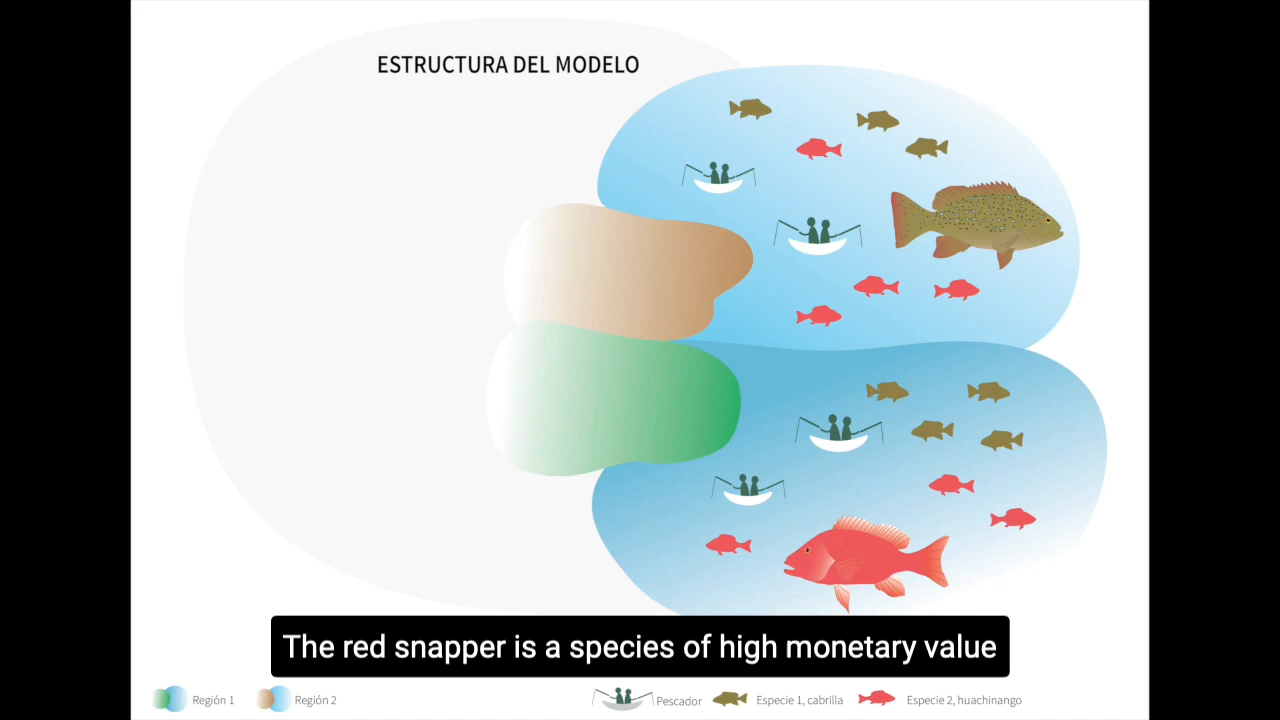 ESTRUCTURA DEL MODELO
The red snapper is a species of high monetary value
Región 1
Región 2
Pescador
Especie 1, cabrilla
Especie 2, huachinango